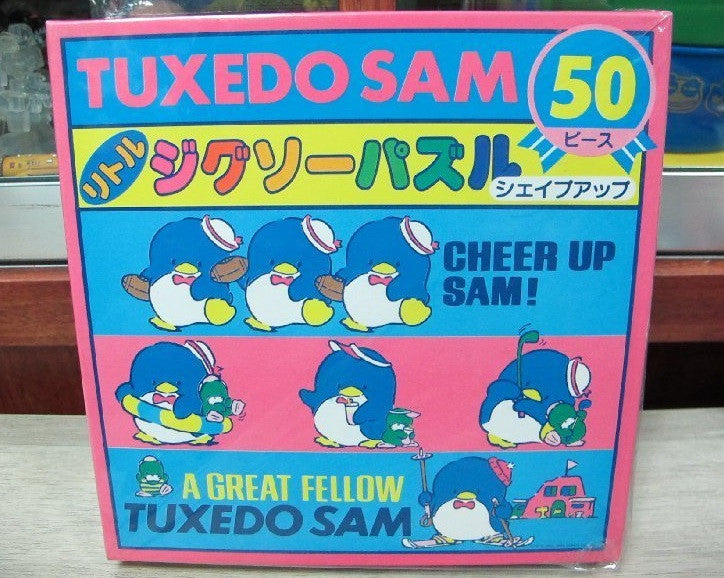 TUXEDO SAM
50
ピース
リトル
ジグソーパズル
シェイプアップ
CHEER UP
SAM!
A GREAT FELLOW
TUXEDO SAM